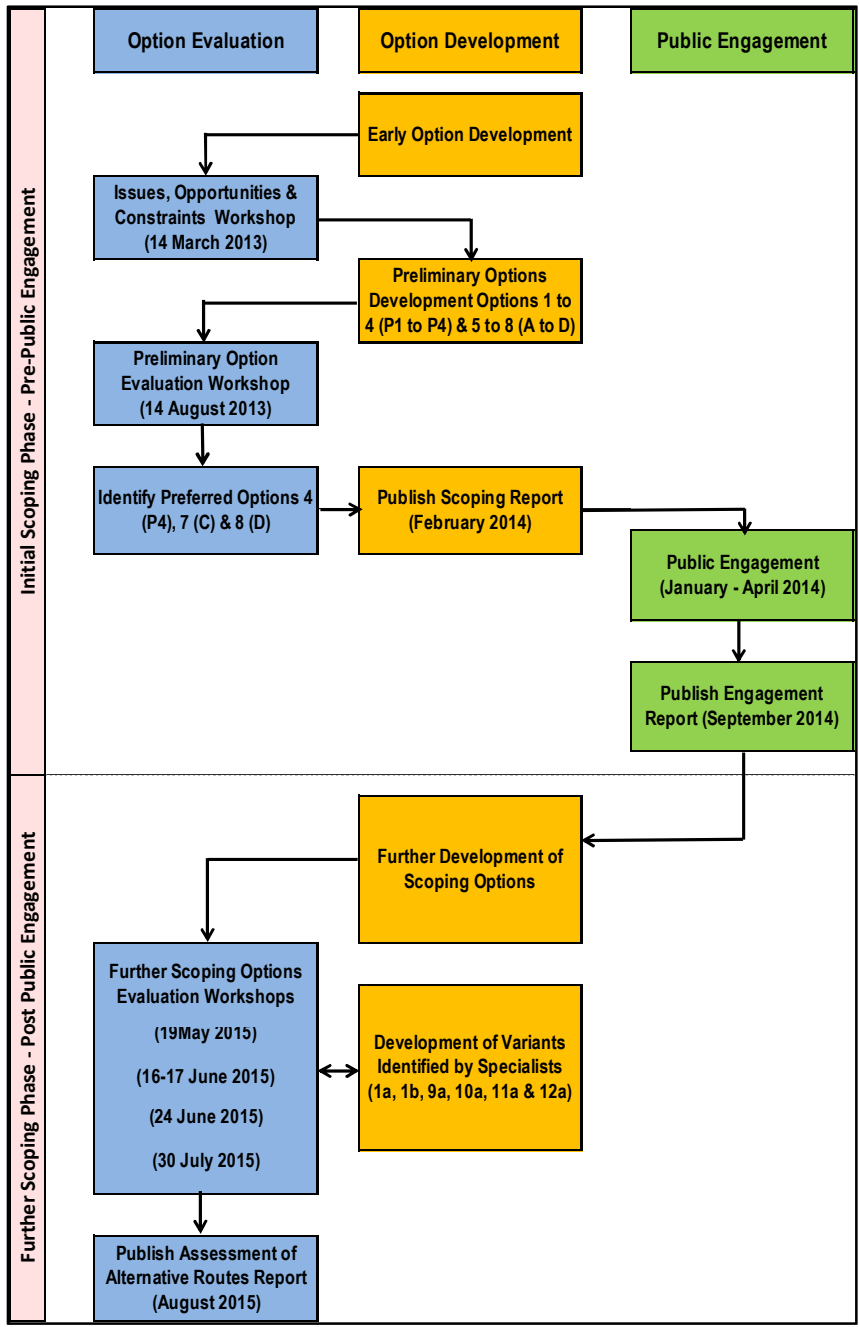 Option Evaluation
Option Development
Public Engagement
Initial Scoping Phase - Pre-Public Engagement
Early Option Development
Issues, Opportunities &
Constraints Workshop
(14 March 2013)
Preliminary Options
Development Options 1 to
4 (P1 to P4) & 5 to 8 (A to D)
Preliminary Option
Evaluation Workshop
(14 August 2013)
Identify Preferred Options 4
(P4), 7 (C) & 8 (D)
Publish Scoping Report
(February 2014)
Public Engagement
(January - April 2014)
Publish Engagement
Report (September 2014)
Further Scoping Phase - Post Public Engagement
Further Development of
Scoping Options
Further Scoping Options
Evaluation Workshops
(19May 2015)
(16-17 June 2015)
(24 June 2015)
(30 July 2015)
Development of Variants
Identified by Specialists
(1a, 1b, 9a, 10a, 11a & 12a)
Publish Assessment of
Alternative Routes Report
(August 2015)